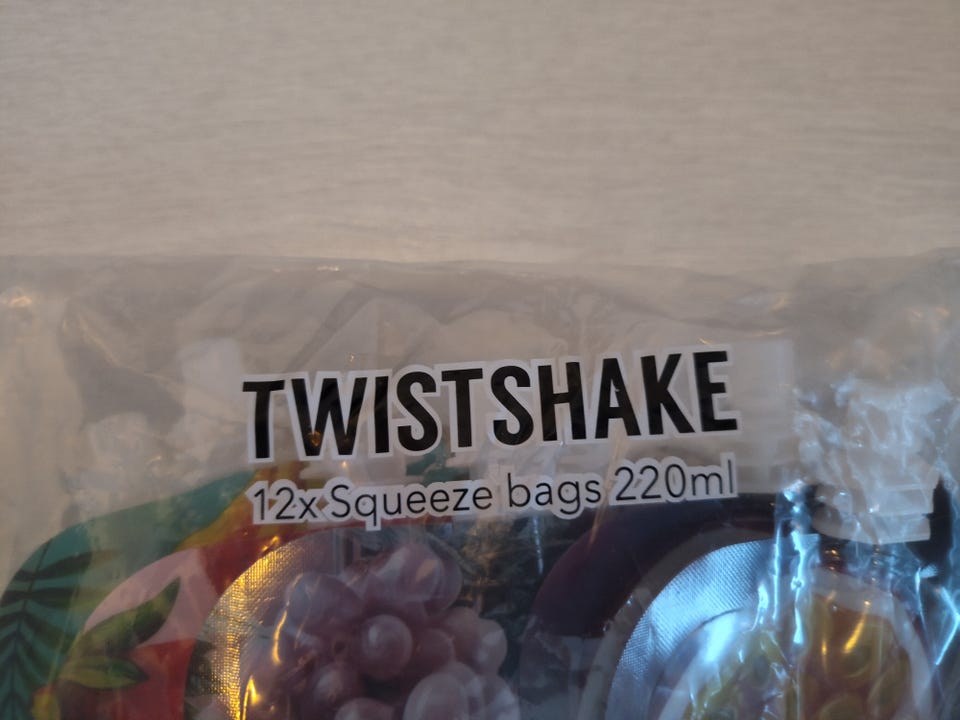 TWISTSHAKE
12x Squeeze bags 220ml